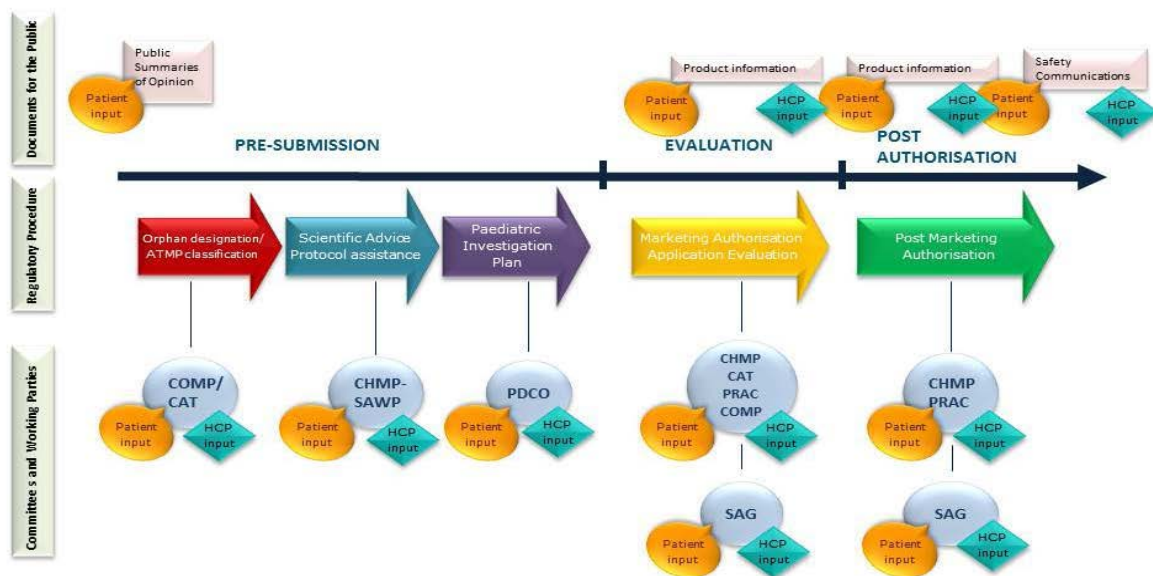 Documents for the Public
Public
Summaries
of Opinion
Patient
input
Product information
Patient
input
HCP
input
Product information
Patient
input
HCP
input
Safety
Communications
Patient
input
HCP
input
PRE-SUBMISSION
EVALUATION
POST
AUTHORISATION
Regulatory Procedure
Orphan designation/
ATMP classification
Scientific Advice
Protocol assistance
Paediatric
Investigation
Plan
Marketing Authorisation
Application Evaluation
Post Marketing
Authorisation
Committee s and Working Parties
COMP/
CAT
Patient
input
HCP
input
CHMP-
SAWP
Patient
input
HCP
input
PDCO
Patient
input
HCP
input
CHMP
CAT
PRAC
COMP
Patient
input
HCP
input
CHMP
PRAC
Patient
input
HCP
input
SAG
Patient
input
HCP
input
SAG
Patient
input
HCP
input